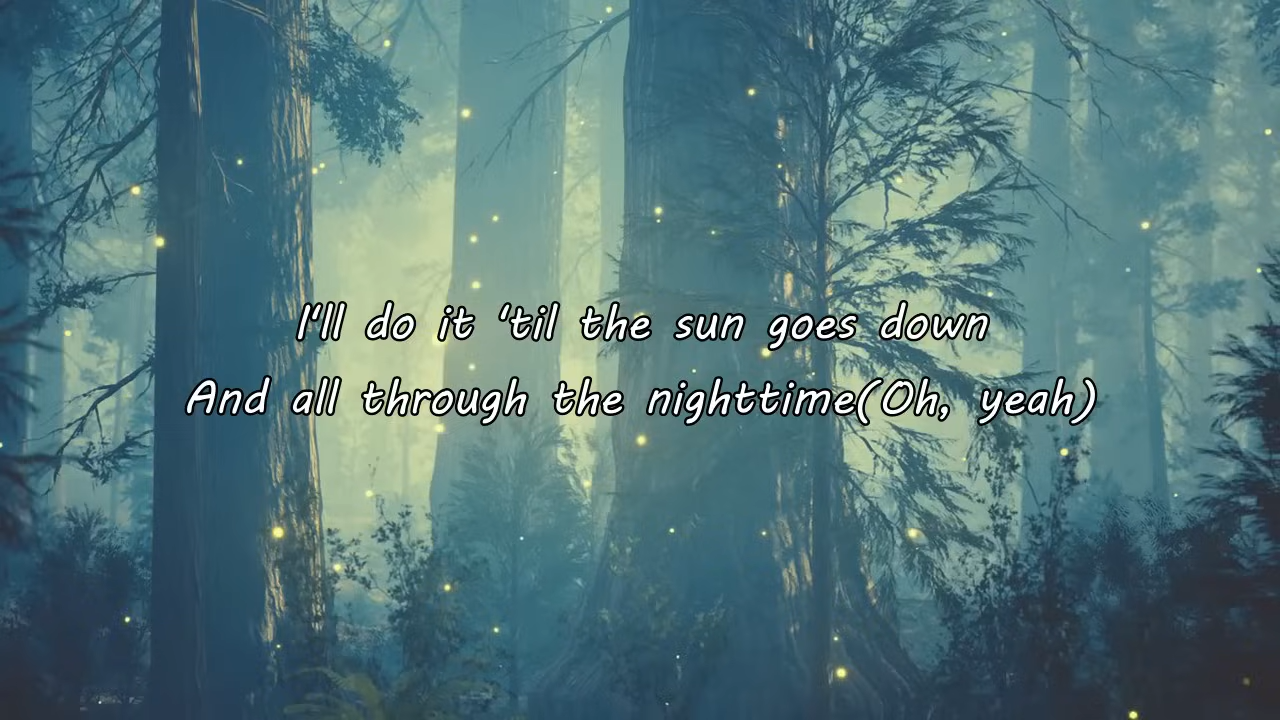 I'll do it 'til the sun goes down
And all through the nighttime(Oh, yeah)